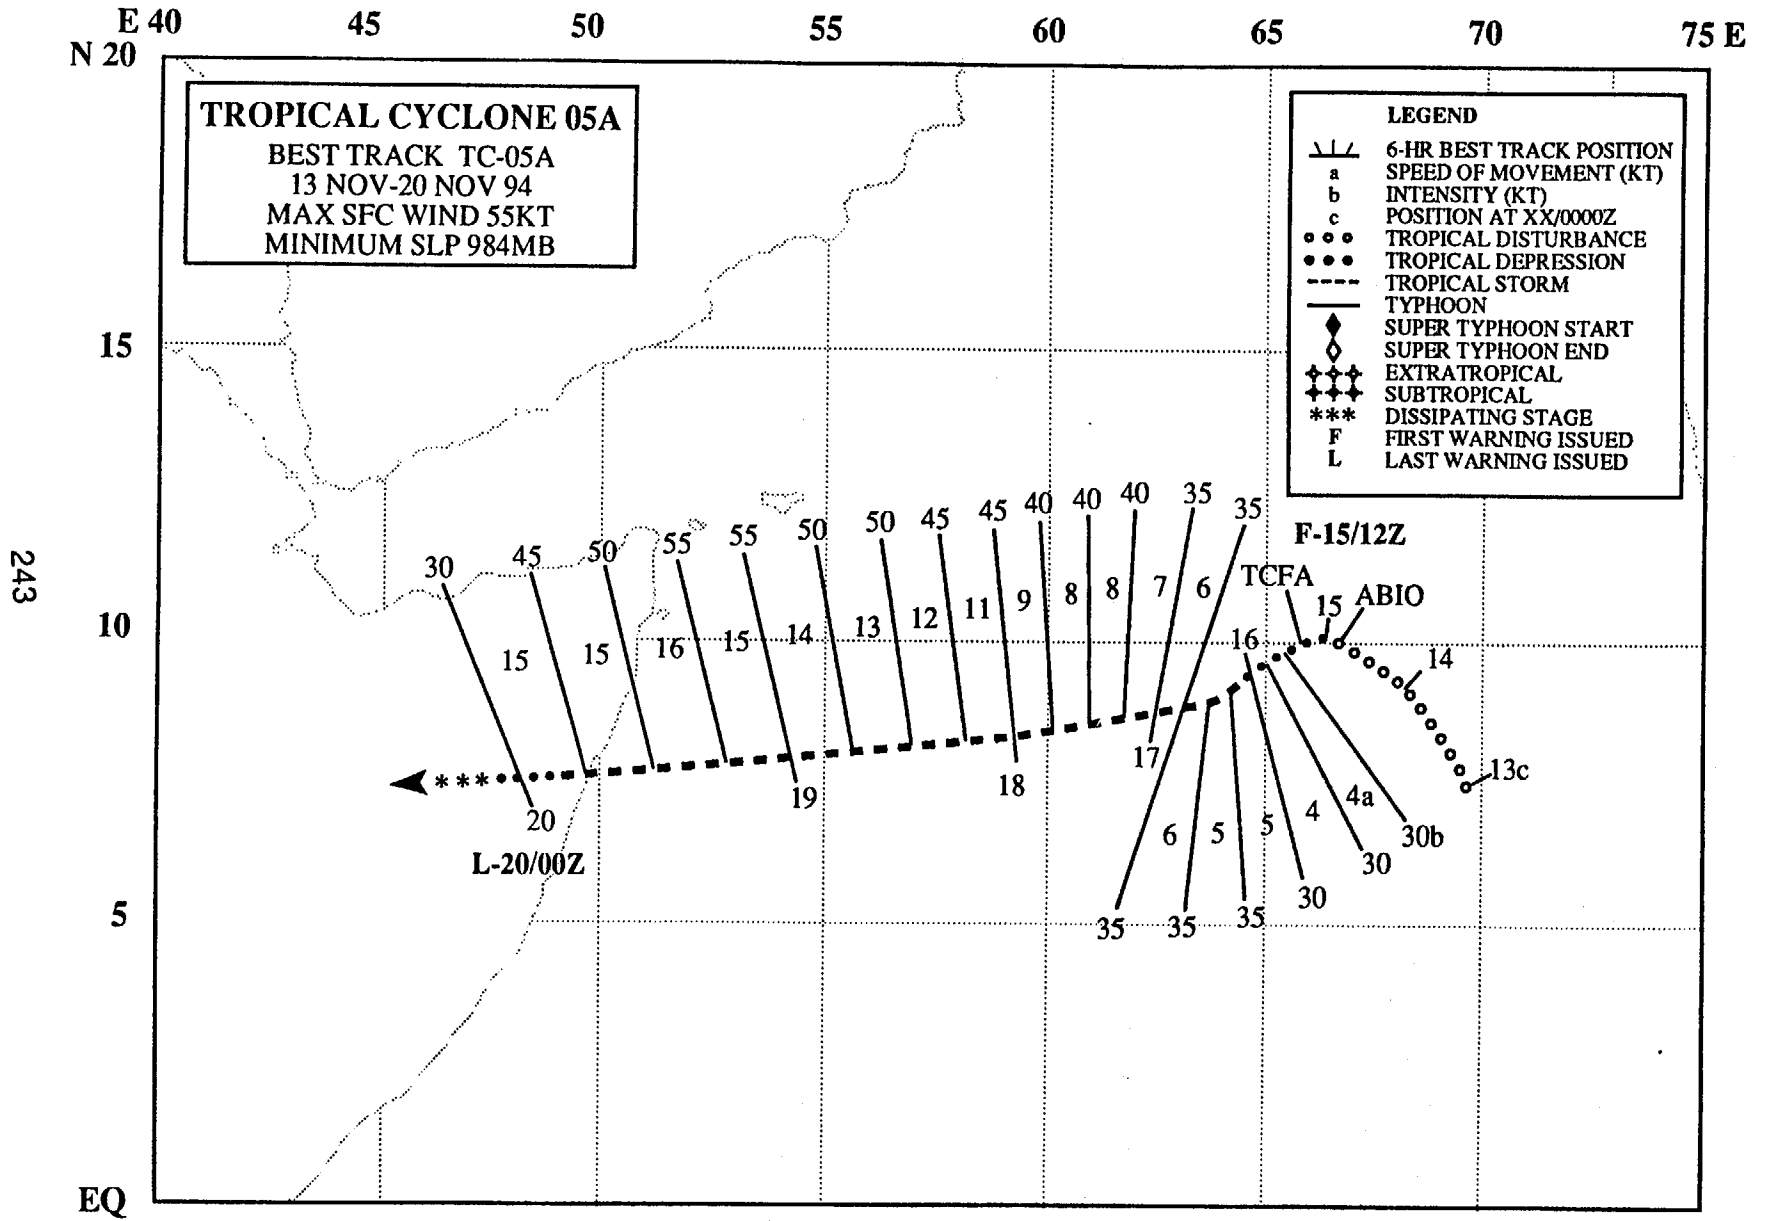 E 40 45 50 55 60 65 70 75 E
N 20
TROPICAL CYCLONE 05A
BEST TRACK TC-05A
13 NOV-20 NOV 94
MAX SFC WIND 55KT
MINIMUM SLP 984MB
LEGEND
6-HR BEST TRACK POSITION
a SPEED OF MOVEMENT (KT)
b INTENSITY (KT)
c POSITION AT XX/0000Z
TROPICAL DISTURBANCE
TROPICAL DEPRESSION
TROPICAL STORM
TYPHOON
SUPER TYPHOON START
SUPER TYPHOON END
EXTRATROPICAL
SUBTROPICAL
*** DISSIPATING STAGE
F FIRST WARNING ISSUED
L LAST WARNING ISSUED
15
30 45 50 55 55 50 50 45 45 40 40 40 35 35
F-15/12Z
TCFA
15 ABIO
243
10
15 15 16 15 14 13 12 11 9 8 8 7 6
16
14
13c
17
18
19
20
***
L-20/00Z
6 5 5 4 4a
30b
30
30
35 35 35
5
EQ